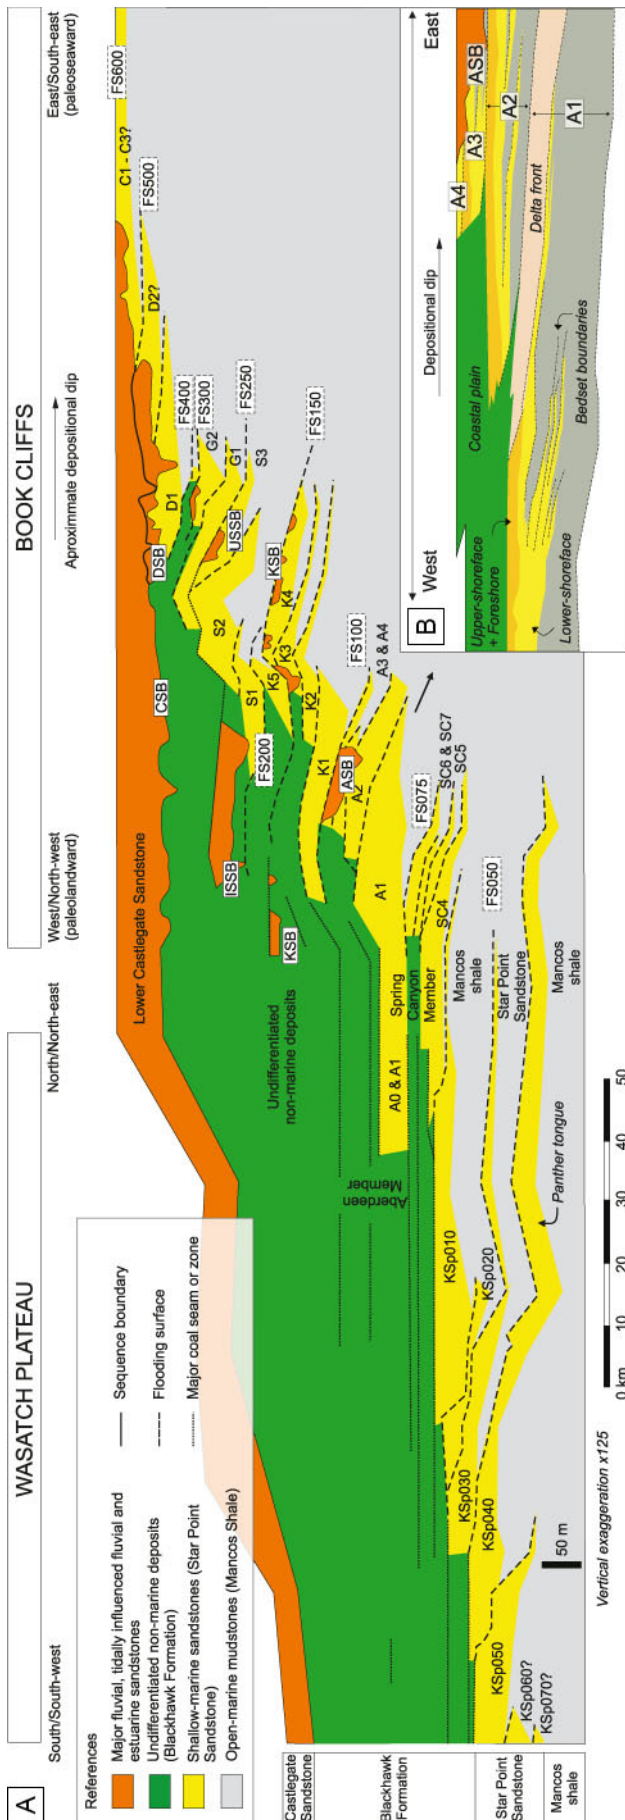 A
WASATCH PLATEAU
BOOK CLIFFS
South/South-west
North/North-east
West/North-west
(paleolandward)
Aproximmate depositional dip
East/South-east
(paleoseaward)
References
Major fluvial, tidally influenced fluvial and
estuarine sandstones
Undifferentiated non-marine deposits
(Blackhawk Formation)
Shallow-marine sandstones (Star Point
Sandstone)
Open-marine mudstones (Mancos Shale)
Sequence boundary
Flooding surface
Major coal seam or zone
Castlegate
Sandstone
Blackhawk
Formation
Star Point
Sandstone
Mancos
shale
Lower Castlegate Sandstone
CSB
DSB
D1
D2?
C1 - C3?
FS600
FS500
FS400
FS300
FS250
G2
G1
S3
USSB
S2
S1
FS200
ISSB
KSB
KSB
FS150
K5
K4
K3
K2
K1
Undifferentiated
non-marine deposits
Aberdeen
Member
A0 & A1
A1
A2
ASB
FS100
A3 & A4
Spring
Canyon
Member
FS075
SC6 & SC7
SC5
SC4
Mancos
shale
FS050
Star Point
Sandstone
Mancos
shale
Panther tongue
KSp010
KSp020
KSp030
KSp040
KSp050
KSp060?
KSp070?
50 m
0 km
10
20
30
40
50
Vertical exaggeration x125
B
West
East
Depositional dip
Coastal plain
Upper-shoreface
+ Foreshore
Lower-shoreface
Bedset boundaries
Delta front
A4
A3
ASB
A2
A1